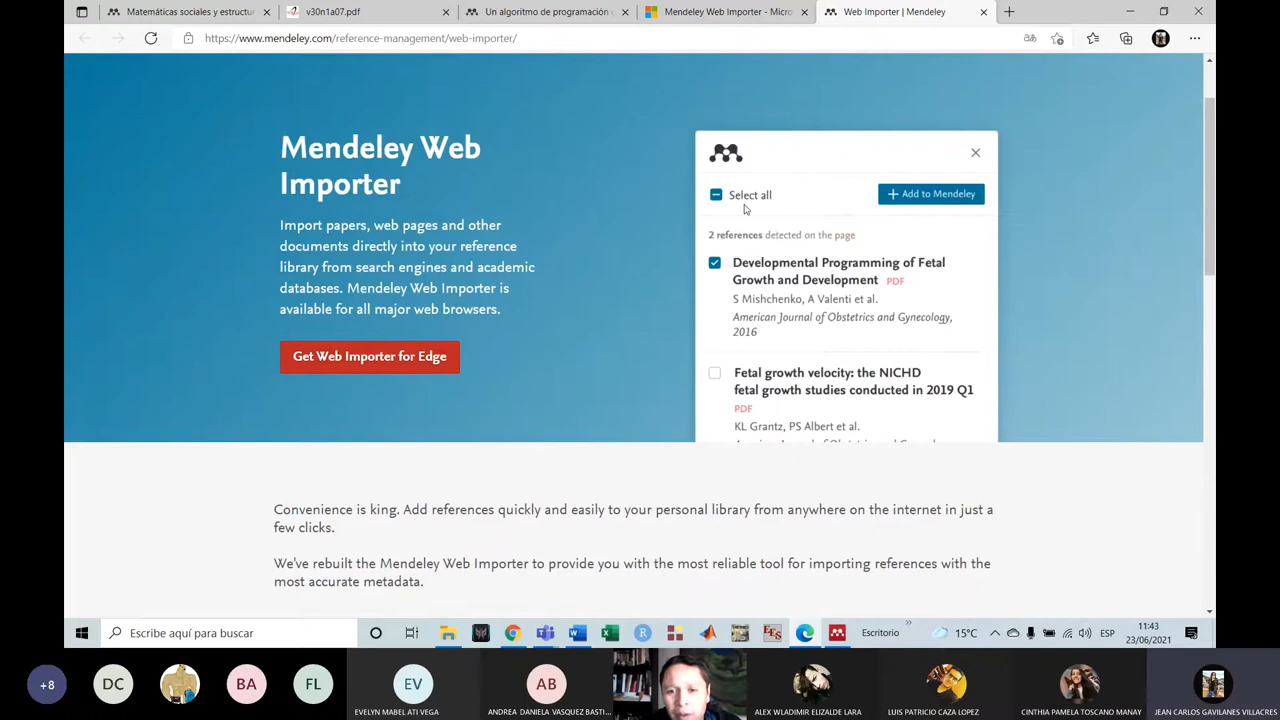 Matemáticas sociales y estructu
v30n1a07.pdf
Un algoritmo de programación
Mendeley Web Importer - Micro
Web Importer | Mendeley
https://www.mendeley.com/reference-management/web-importer/
Mendeley Web
Importer
Import papers, web pages and other
documents directly into your reference
library from search engines and academic
databases. Mendeley Web Importer is
available for all major web browsers.
Get Web Importer for Edge
Select all
+ Add to Mendeley
2 references detected on the page
Developmental Programming of Fetal
Growth and Development PDF
S Mishchenko, A Valenti et al.
American Journal of Obstetrics and Gynecology,
2016
Fetal growth velocity: the NICHD
fetal growth studies conducted in 2019 Q1
PDF
KL Grantz, PS Albert et al.
Convenience is king. Add references quickly and easily to your personal library from anywhere on the internet in just a
few clicks.
We've rebuilt the Mendeley Web Importer to provide you with the most reliable tool for importing references with the
most accurate metadata.
Escribe aquí para buscar
Escritorio
15°C
ESP
11:43
23/06/2021
+8
DC
BA
FL
EV
AB
EVELYN MABEL ATI VEGA
ANDREA DANIELA VASQUEZ BASTI...
ALEX WLADIMIR ELIZALDE LARA
LUIS PATRICIO CAZA LOPEZ
CINTHIA PAMELA TOSCANO MANAY
JEAN CARLOS GAVILANES VILLACRES